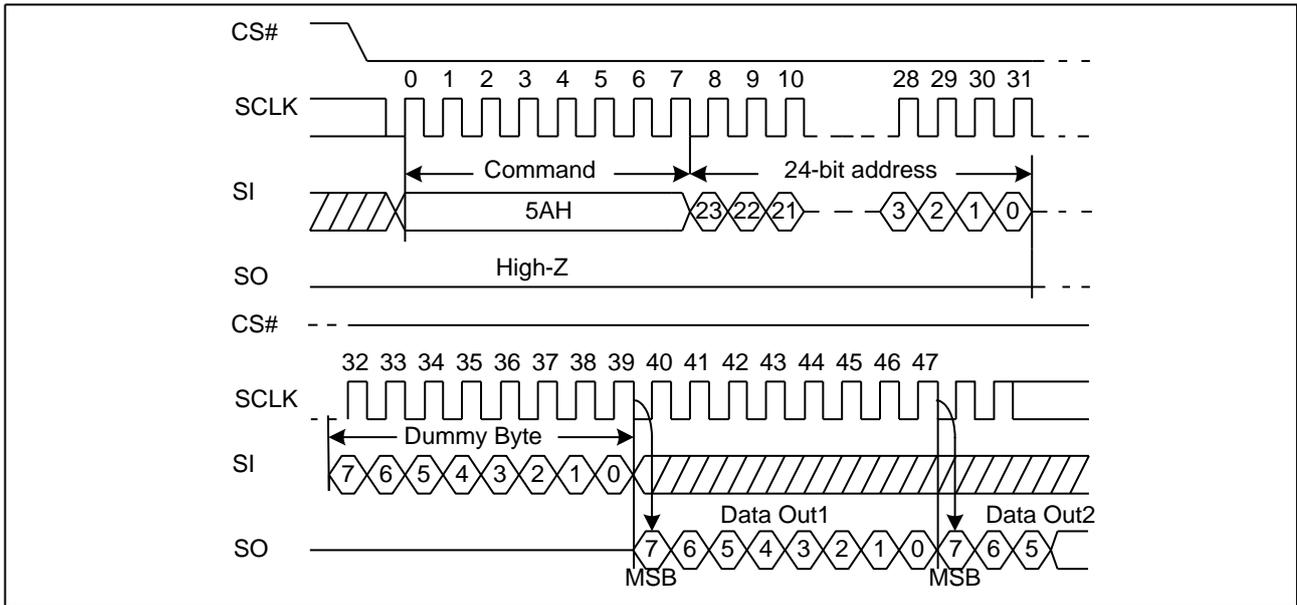 CS#
0 1 2 3 4 5 6 7 8 9 10 28 29 30 31
SCLK
Command 24-bit address
SI
5AH 23 22 21 3 2 1 0
High-Z
SO
CS#
32 33 34 35 36 37 38 39 40 41 42 43 44 45 46 47
SCLK
Dummy Byte
SI
7 6 5 4 3 2 1 0
Data Out1 Data Out2
SO
7 6 5 4 3 2 1 0 7 6 5
MSB MSB